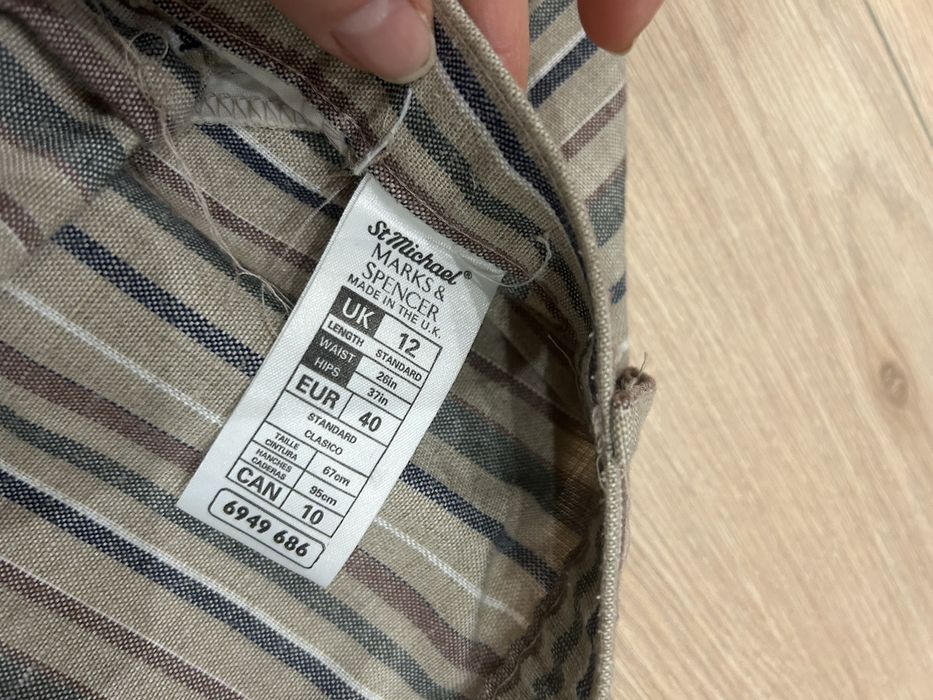 St Michael®
MARKS &
SPENCER
MADE IN THE U.K.
UK 12
LENGTH STANDARD
WAIST 26in
HIPS 37in
EUR 40
STANDARD
CLASICO
TAILLE
CINTURA 67cm
HANCHES
CADERAS 95cm
CAN 10
6949 686